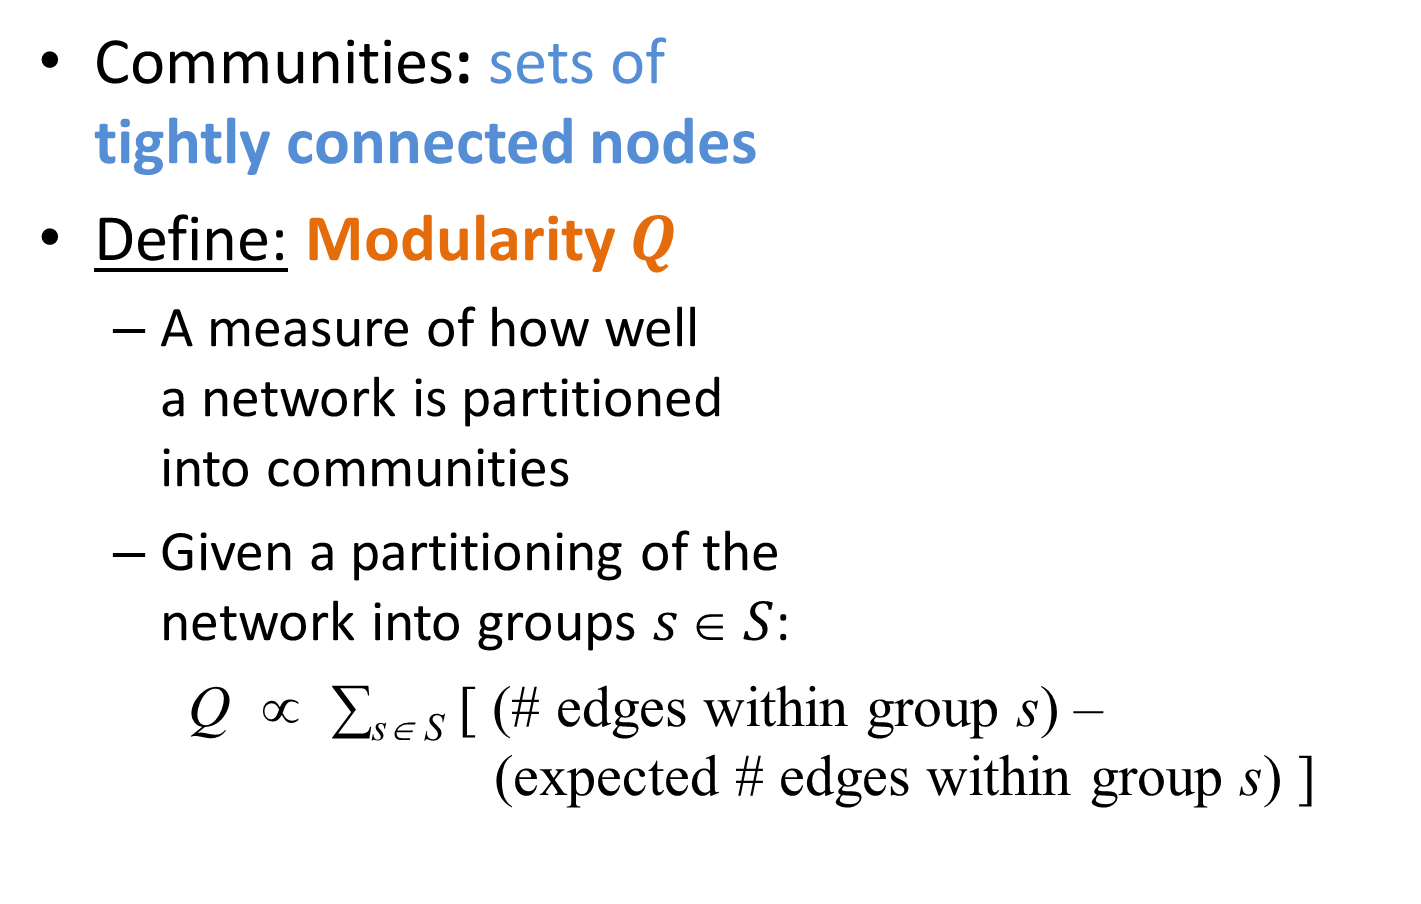 • Communities: sets of
tightly connected nodes
• Define: Modularity Q
– A measure of how well
a network is partitioned
into communities
– Given a partitioning of the
network into groups s ∈ S:
Q ∝ ∑s∈ S [ (# edges within group s) –
(expected # edges within group s) ]